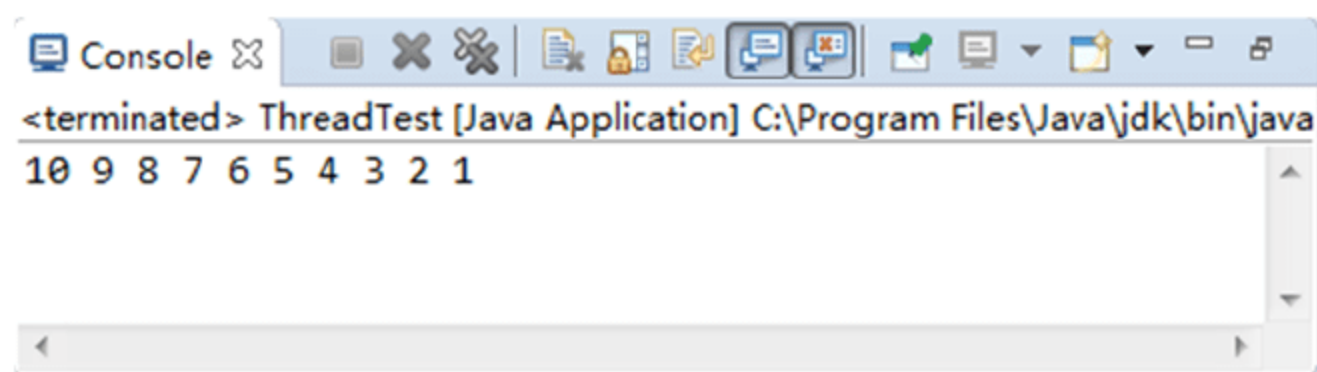 Console
<terminated> ThreadTest [Java Application] C:\Program Files\Java\jdk\bin\java
10 9 8 7 6 5 4 3 2 1